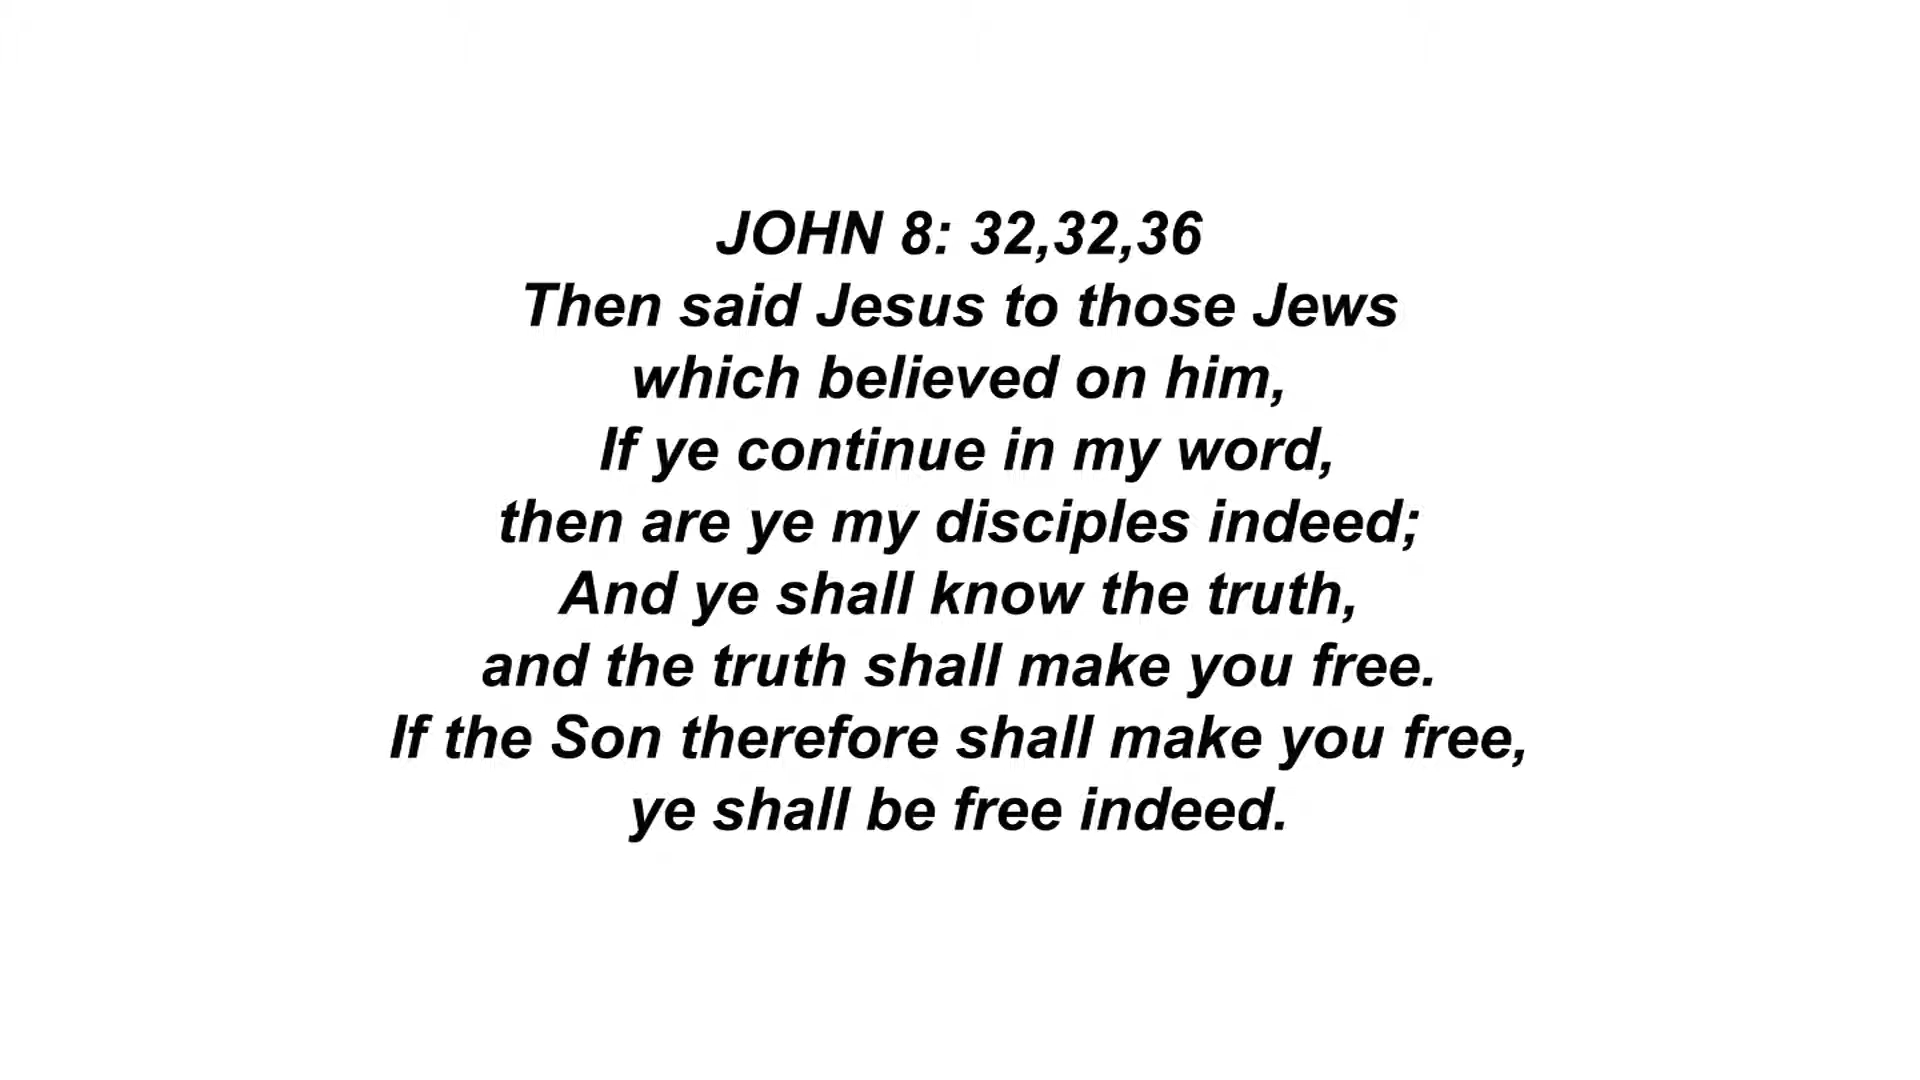 JOHN 8: 32,32,36
Then said Jesus to those Jews
which believed on him,
If ye continue in my word,
then are ye my disciples indeed;
And ye shall know the truth,
and the truth shall make you free.
If the Son therefore shall make you free,
ye shall be free indeed.